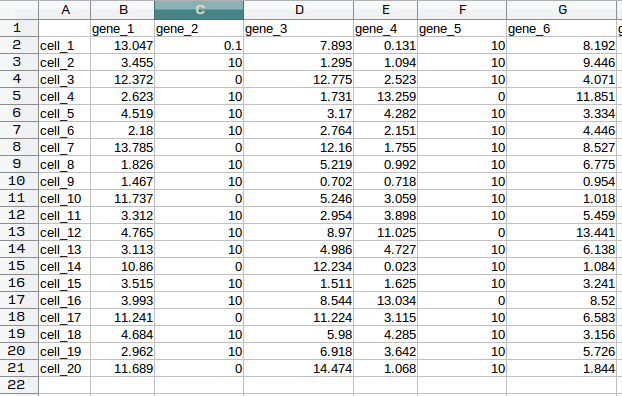 A B C D E F G
1 gene_1 gene_2 gene_3 gene_4 gene_5 gene_6
2 cell_1 13.047 0.1 7.893 0.131 10 8.192
3 cell_2 3.455 10 1.295 1.094 10 9.446
4 cell_3 12.372 0 12.775 2.523 10 4.071
5 cell_4 2.623 10 1.731 13.259 0 11.851
6 cell_5 4.519 10 3.17 4.282 10 3.334
7 cell_6 2.18 10 2.764 2.151 10 4.446
8 cell_7 13.785 0 12.16 1.755 10 8.527
9 cell_8 1.826 10 5.219 0.992 10 6.775
10 cell_9 1.467 10 0.702 0.718 10 0.954
11 cell_10 11.737 0 5.246 3.059 10 1.018
12 cell_11 3.312 10 2.954 3.898 10 5.459
13 cell_12 4.765 10 8.97 11.025 0 13.441
14 cell_13 3.113 10 4.986 4.727 10 6.138
15 cell_14 10.86 0 12.234 0.023 10 1.084
16 cell_15 3.515 10 1.511 1.625 10 3.241
17 cell_16 3.993 10 8.544 13.034 0 8.52
18 cell_17 11.241 0 11.224 3.115 10 6.583
19 cell_18 4.684 10 5.98 4.285 10 3.156
20 cell_19 2.962 10 6.918 3.642 10 5.726
21 cell_20 11.689 0 14.474 1.068 10 1.844
22